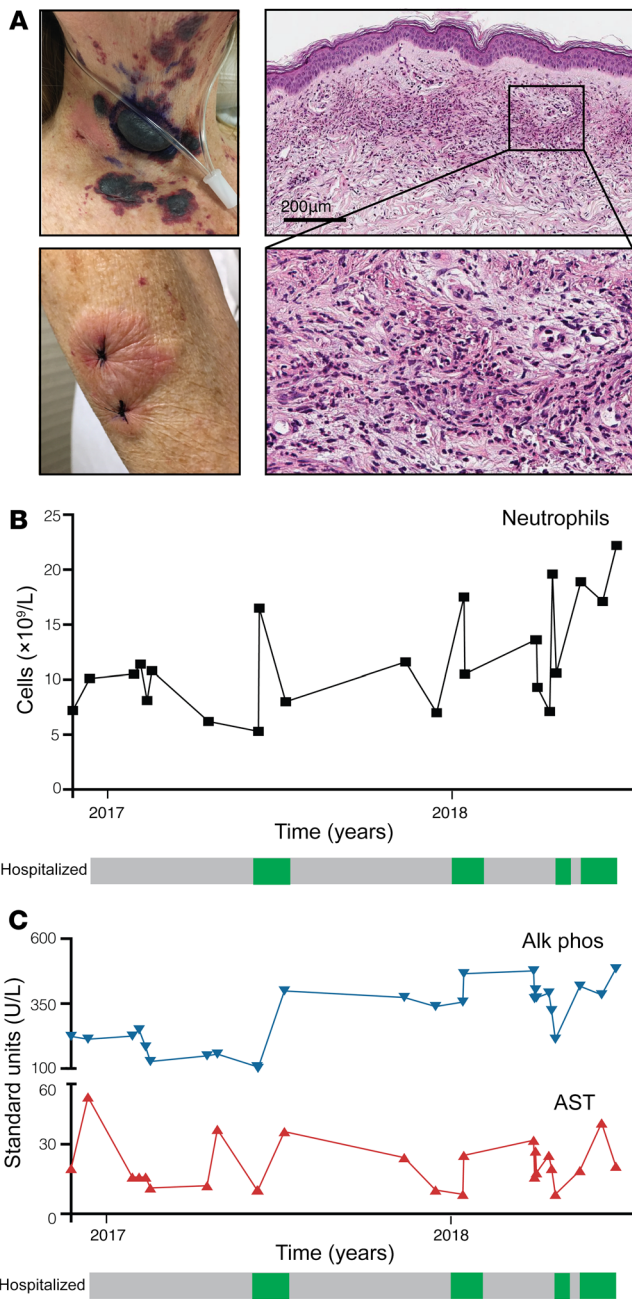 A
200μm
B
Neutrophils
Cells (×10⁹/L)
25
20
15
10
5
0
2017
2018
Time (years)
Hospitalized
C
Alk phos
Standard units (U/L)
600
350
100
60
AST
30
0
2017
2018
Time (years)
Hospitalized